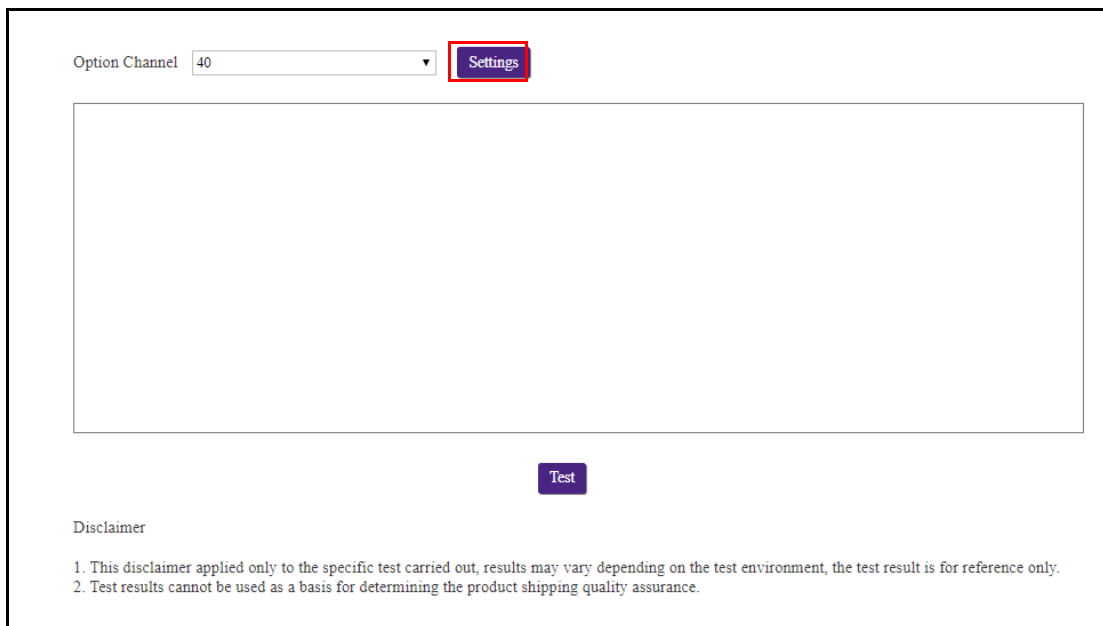 Option Channel 40 Settings
Test
Disclaimer
1. This disclaimer applied only to the specific test carried out, results may vary depending on the test environment, the test result is for reference only.
2. Test results cannot be used as a basis for determining the product shipping quality assurance.